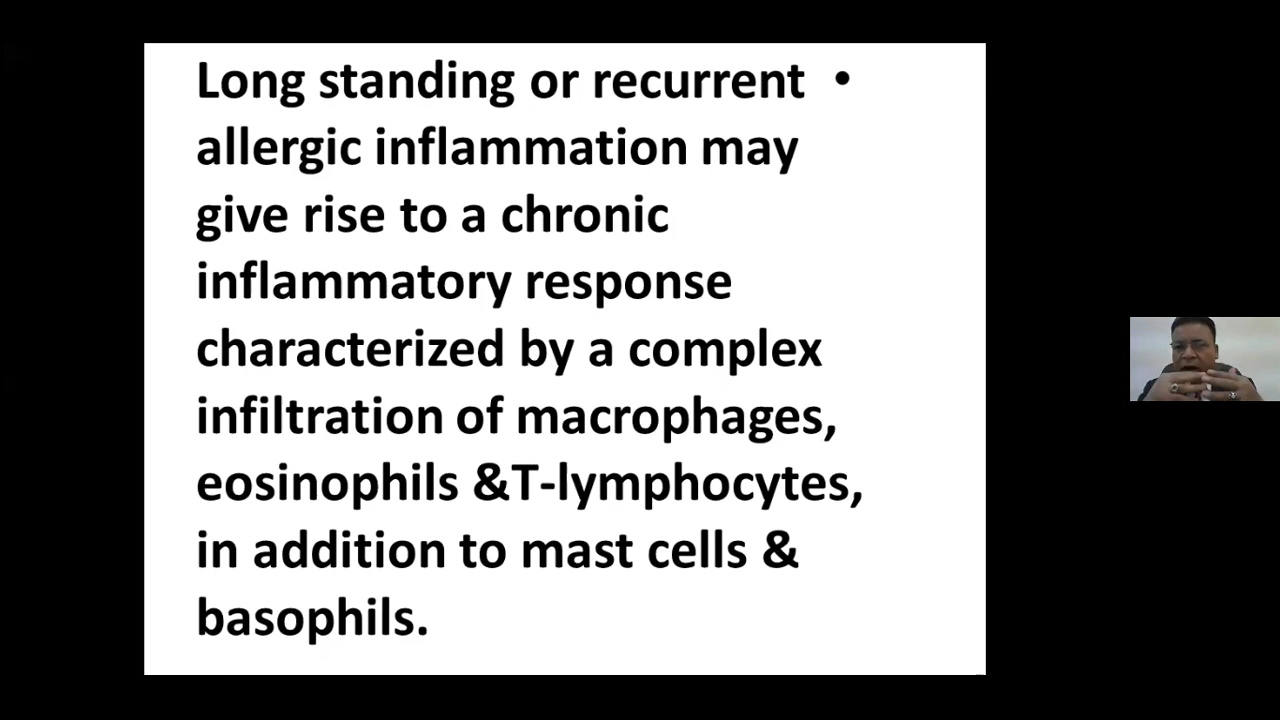 Long standing or recurrent •
allergic inflammation may
give rise to a chronic
inflammatory response
characterized by a complex
infiltration of macrophages,
eosinophils &T-lymphocytes,
in addition to mast cells &
basophils.